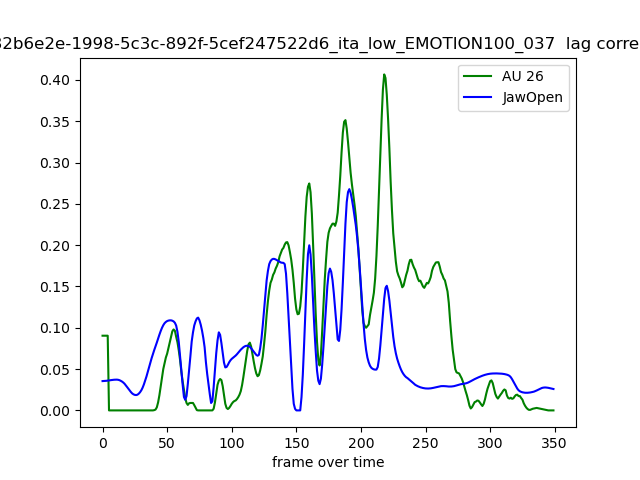 32b6e2e-1998-5c3c-892f-5cef247522d6_ita_low_EMOTION100_037 lag corre
AU 26
JawOpen
0.40
0.35
0.30
0.25
0.20
0.15
0.10
0.05
0.00
0 50 100 150 200 250 300 350
frame over time